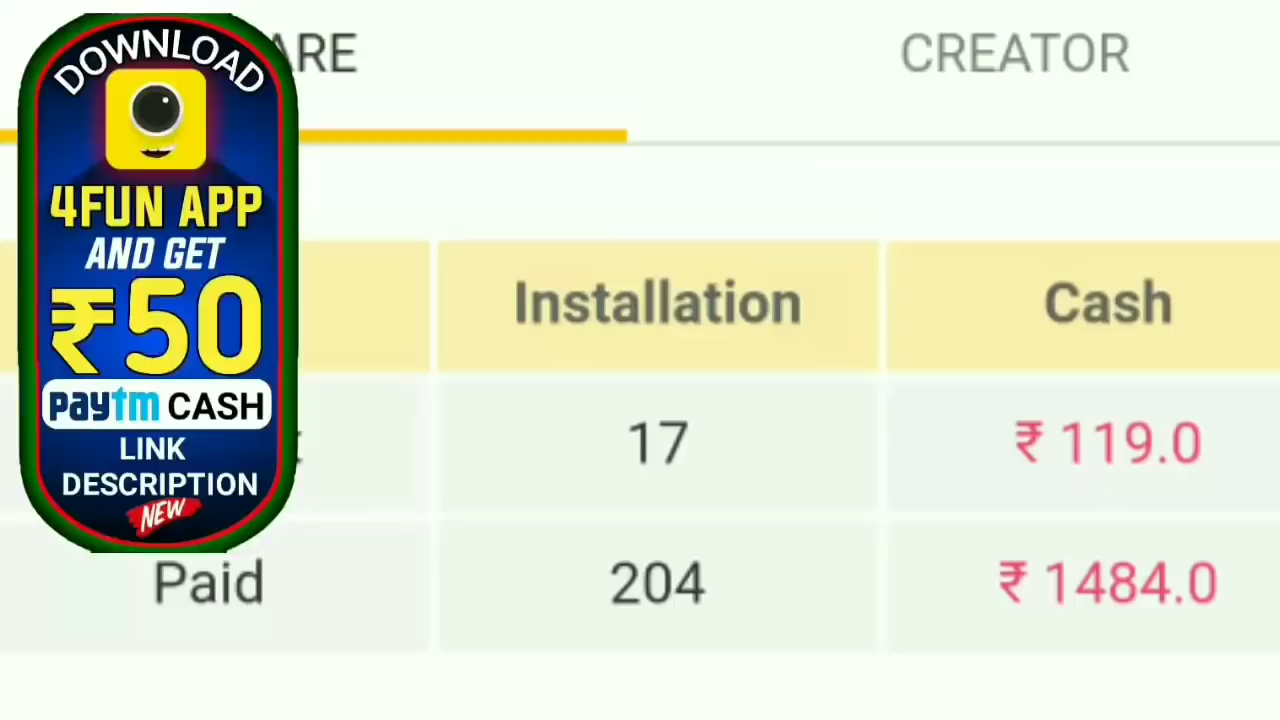 DOWNLOAD
4FUN APP
AND GET
₹50
paytm CASH
LINK
DESCRIPTION
NEW
CREATOR
Installation Cash
17 ₹ 119.0
Paid 204 ₹ 1484.0